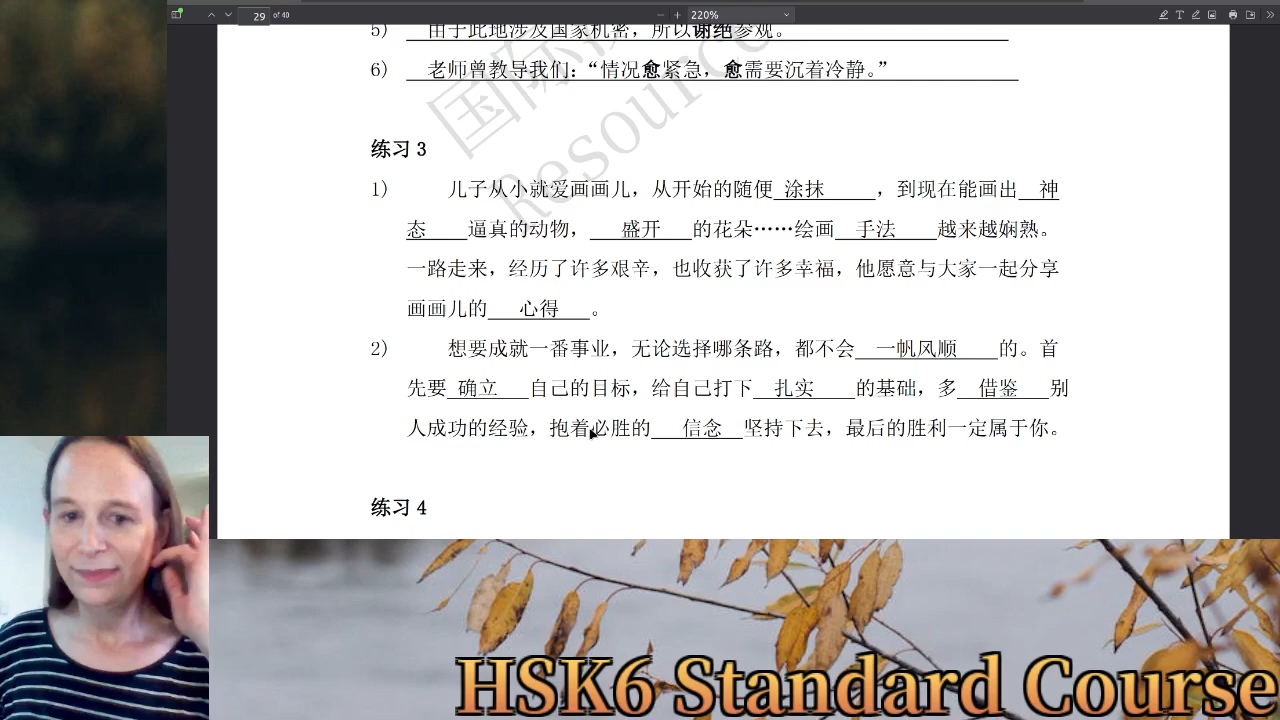 29 of 40
220%
5) 由于此地涉及国家机密，所以谢绝参观。
6) 老师曾教导我们：“情况愈紧急，愈需要沉着冷静。”
国际
Resource
练习 3
1) 儿子从小就爱画画儿，从开始的随便 涂抹 ，到现在能画出 神
态 逼真的动物， 盛开 的花朵……绘画 手法 越来越娴熟。
一路走来，经历了许多艰辛，也收获了许多幸福，他愿意与大家一起分享
画画儿的 心得 。
2) 想要成就一番事业，无论选择哪条路，都不会 一帆风顺 的。首
先要 确立 自己的目标，给自己打下 扎实 的基础，多 借鉴 别
人成功的经验，抱着必胜的 信念 坚持下去，最后的胜利一定属于你。
练习 4
HSK6 Standard Course